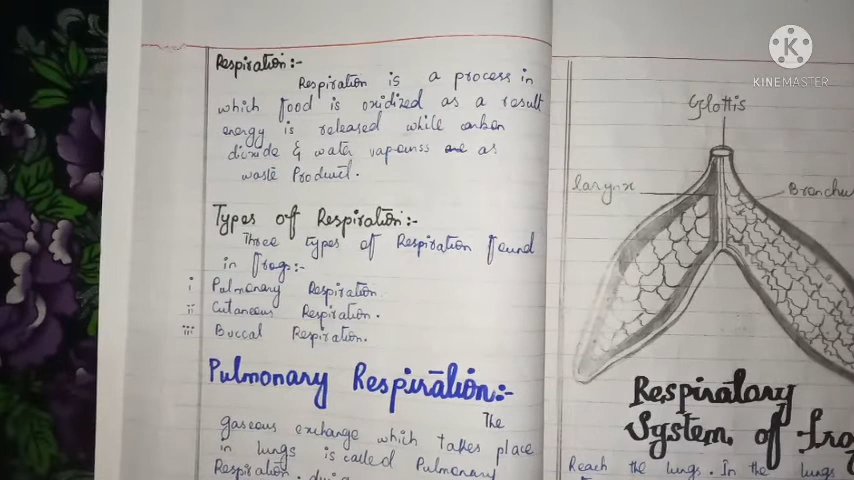 Respiration:-
Respiration is a process in
which food is oxidized as a result
energy is released while carbon
dioxide & water vapourss are as
waste Product.
Types of Respiration:-
Three types of Respiration found
in frog:-
i Pulmonary Respiration
ii Cutaneous Respiration.
iii Buccal Respiration.
Pulmonary Respiration:-
The
gaseous exchange which takes place
in lungs is called Pulmonary
Respiration.
K
KINEMASTER
Glottis
larynx
Bronchus
Respiratory
System of fro
Reach the lungs. In the lungs